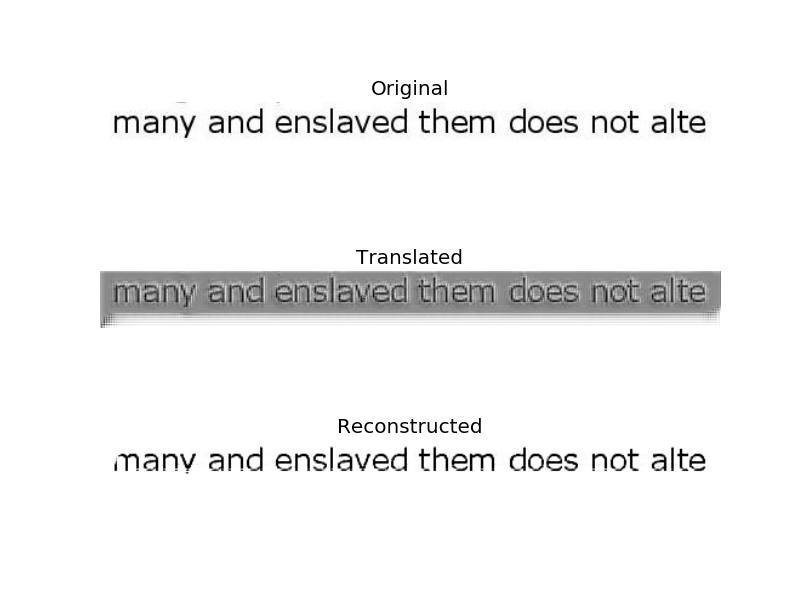 Original
many and enslaved them does not alte
Translated
many and enslaved them does not alte
Reconstructed
many and enslaved them does not alte